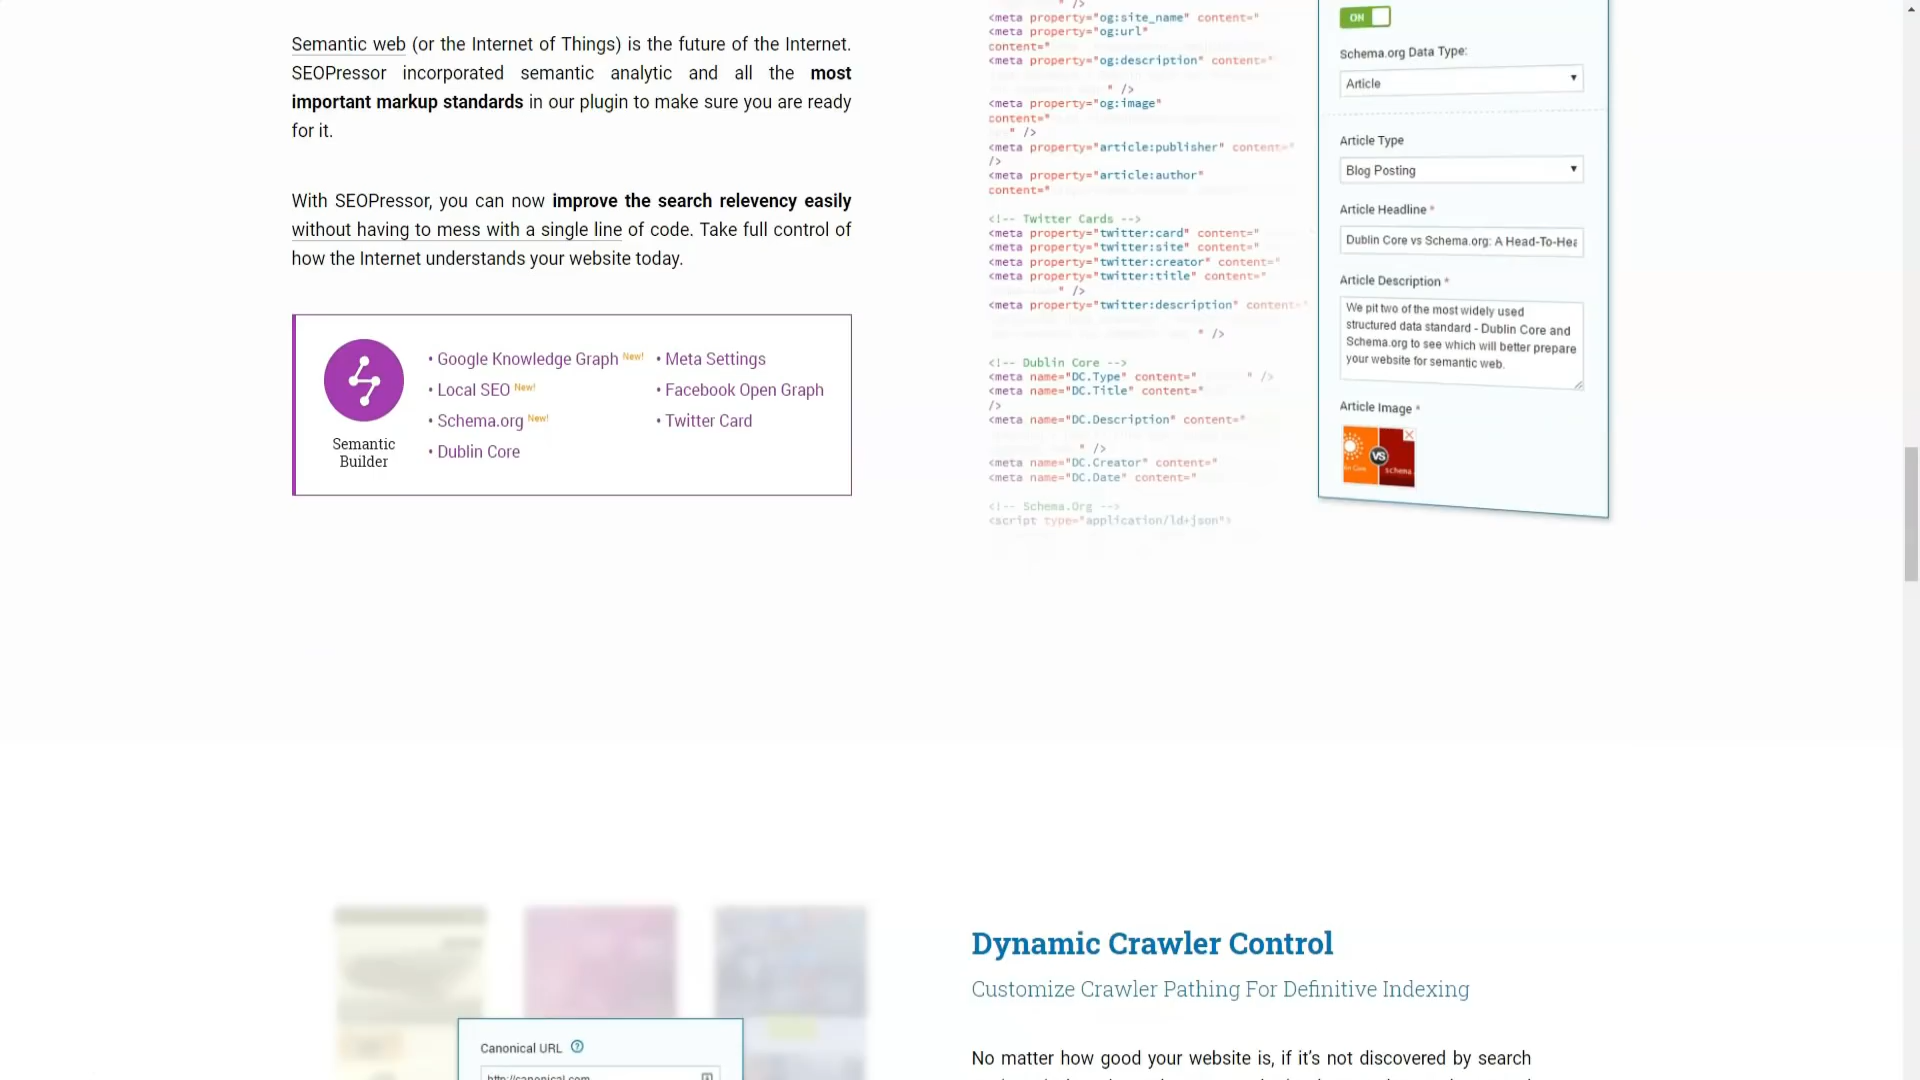 Semantic web (or the Internet of Things) is the future of the Internet.
SEOPressor incorporated semantic analytic and all the most
important markup standards in our plugin to make sure you are ready
for it.
With SEOPressor, you can now improve the search relevency easily
without having to mess with a single line of code. Take full control of
how the Internet understands your website today.
Semantic
Builder
• Google Knowledge Graph New!
• Local SEO New!
• Schema.org New!
• Dublin Core
• Meta Settings
• Facebook Open Graph
• Twitter Card
" />
<meta property="og:site_name" content="
<meta property="og:url"
content="
<meta property="og:description" content="
" />
<meta property="og:image"
content="
" />
<meta property="article:publisher" content="
/>
<meta property="article:author"
content="
<!-- Twitter Cards -->
<meta property="twitter:card" content="
<meta property="twitter:site" content="
<meta property="twitter:creator" content="
<meta property="twitter:title" content="
" />
<meta property="twitter:description" content="
" />
<!-- Dublin Core -->
<meta name="DC.Type" content=" " />
<meta name="DC.Title" content="
/>
<meta name="DC.Description" content="
" />
<meta name="DC.Creator" content="
<meta name="DC.Date" content="
<!-- Schema.Org -->
<script type="application/ld+json">
ON
Schema.org Data Type:
Article
Article Type
Blog Posting
Article Headline *
Dublin Core vs Schema.org: A Head-To-Hea
Article Description *
We pit two of the most widely used
structured data standard - Dublin Core and
Schema.org to see which will better prepare
your website for semantic web.
Article Image *
VS
schema
Canonical URL ?
http://canonical.com
Dynamic Crawler Control
Customize Crawler Pathing For Definitive Indexing
No matter how good your website is, if it's not discovered by search